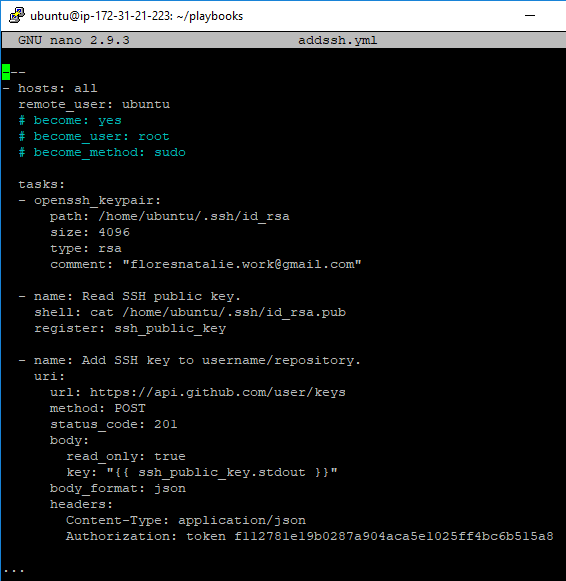 ubuntu@ip-172-31-21-223: ~/playbooks
GNU nano 2.9.3 addssh.yml
---
- hosts: all
  remote_user: ubuntu
  # become: yes
  # become_user: root
  # become_method: sudo
  tasks:
  - openssh_keypair:
      path: /home/ubuntu/.ssh/id_rsa
      size: 4096
      type: rsa
      comment: "floresnatalie.work@gmail.com"
  - name: Read SSH public key.
    shell: cat /home/ubuntu/.ssh/id_rsa.pub
    register: ssh_public_key
  - name: Add SSH key to username/repository.
    uri:
      url: https://api.github.com/user/keys
      method: POST
      status_code: 201
      body:
        read_only: true
        key: "{{ ssh_public_key.stdout }}"
      body_format: json
      headers:
        Content-Type: application/json
        Authorization: token f112781e19b0287a904aca5e1025ff4bc6b515a8
...